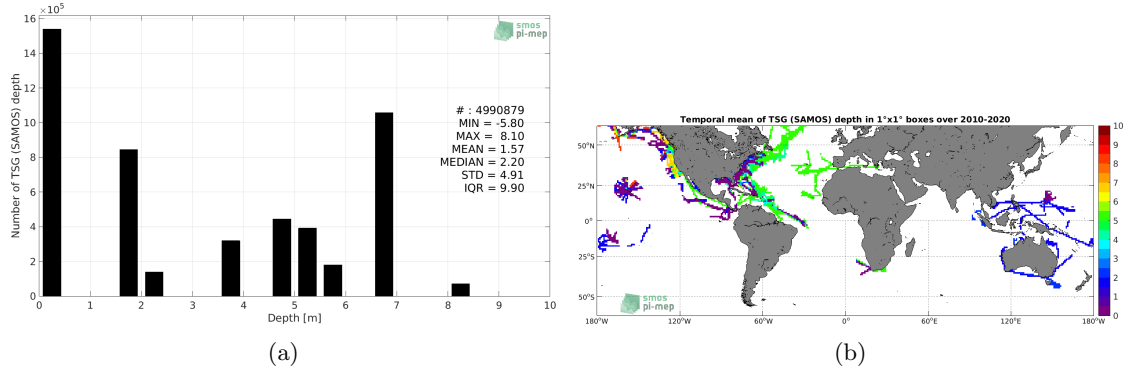 ×10⁵
16
14
12
10
8
6
4
2
0
Number of TSG (SAMOS) depth
smos
pi-mep
# : 4990879
MIN = -5.80
MAX = 8.10
MEAN = 1.57
MEDIAN = 2.20
STD = 4.91
IQR = 9.90
0 1 2 3 4 5 6 7 8 9 10
Depth [m]
(a)
Temporal mean of TSG (SAMOS) depth in 1°x1° boxes over 2010-2020
50°N
25°N
0°
25°S
50°S
smos
pi-mep
180°W 120°W 60°W 0° 60°E 120°E 180°W
10
9
8
7
6
5
4
3
2
1
0
(b)